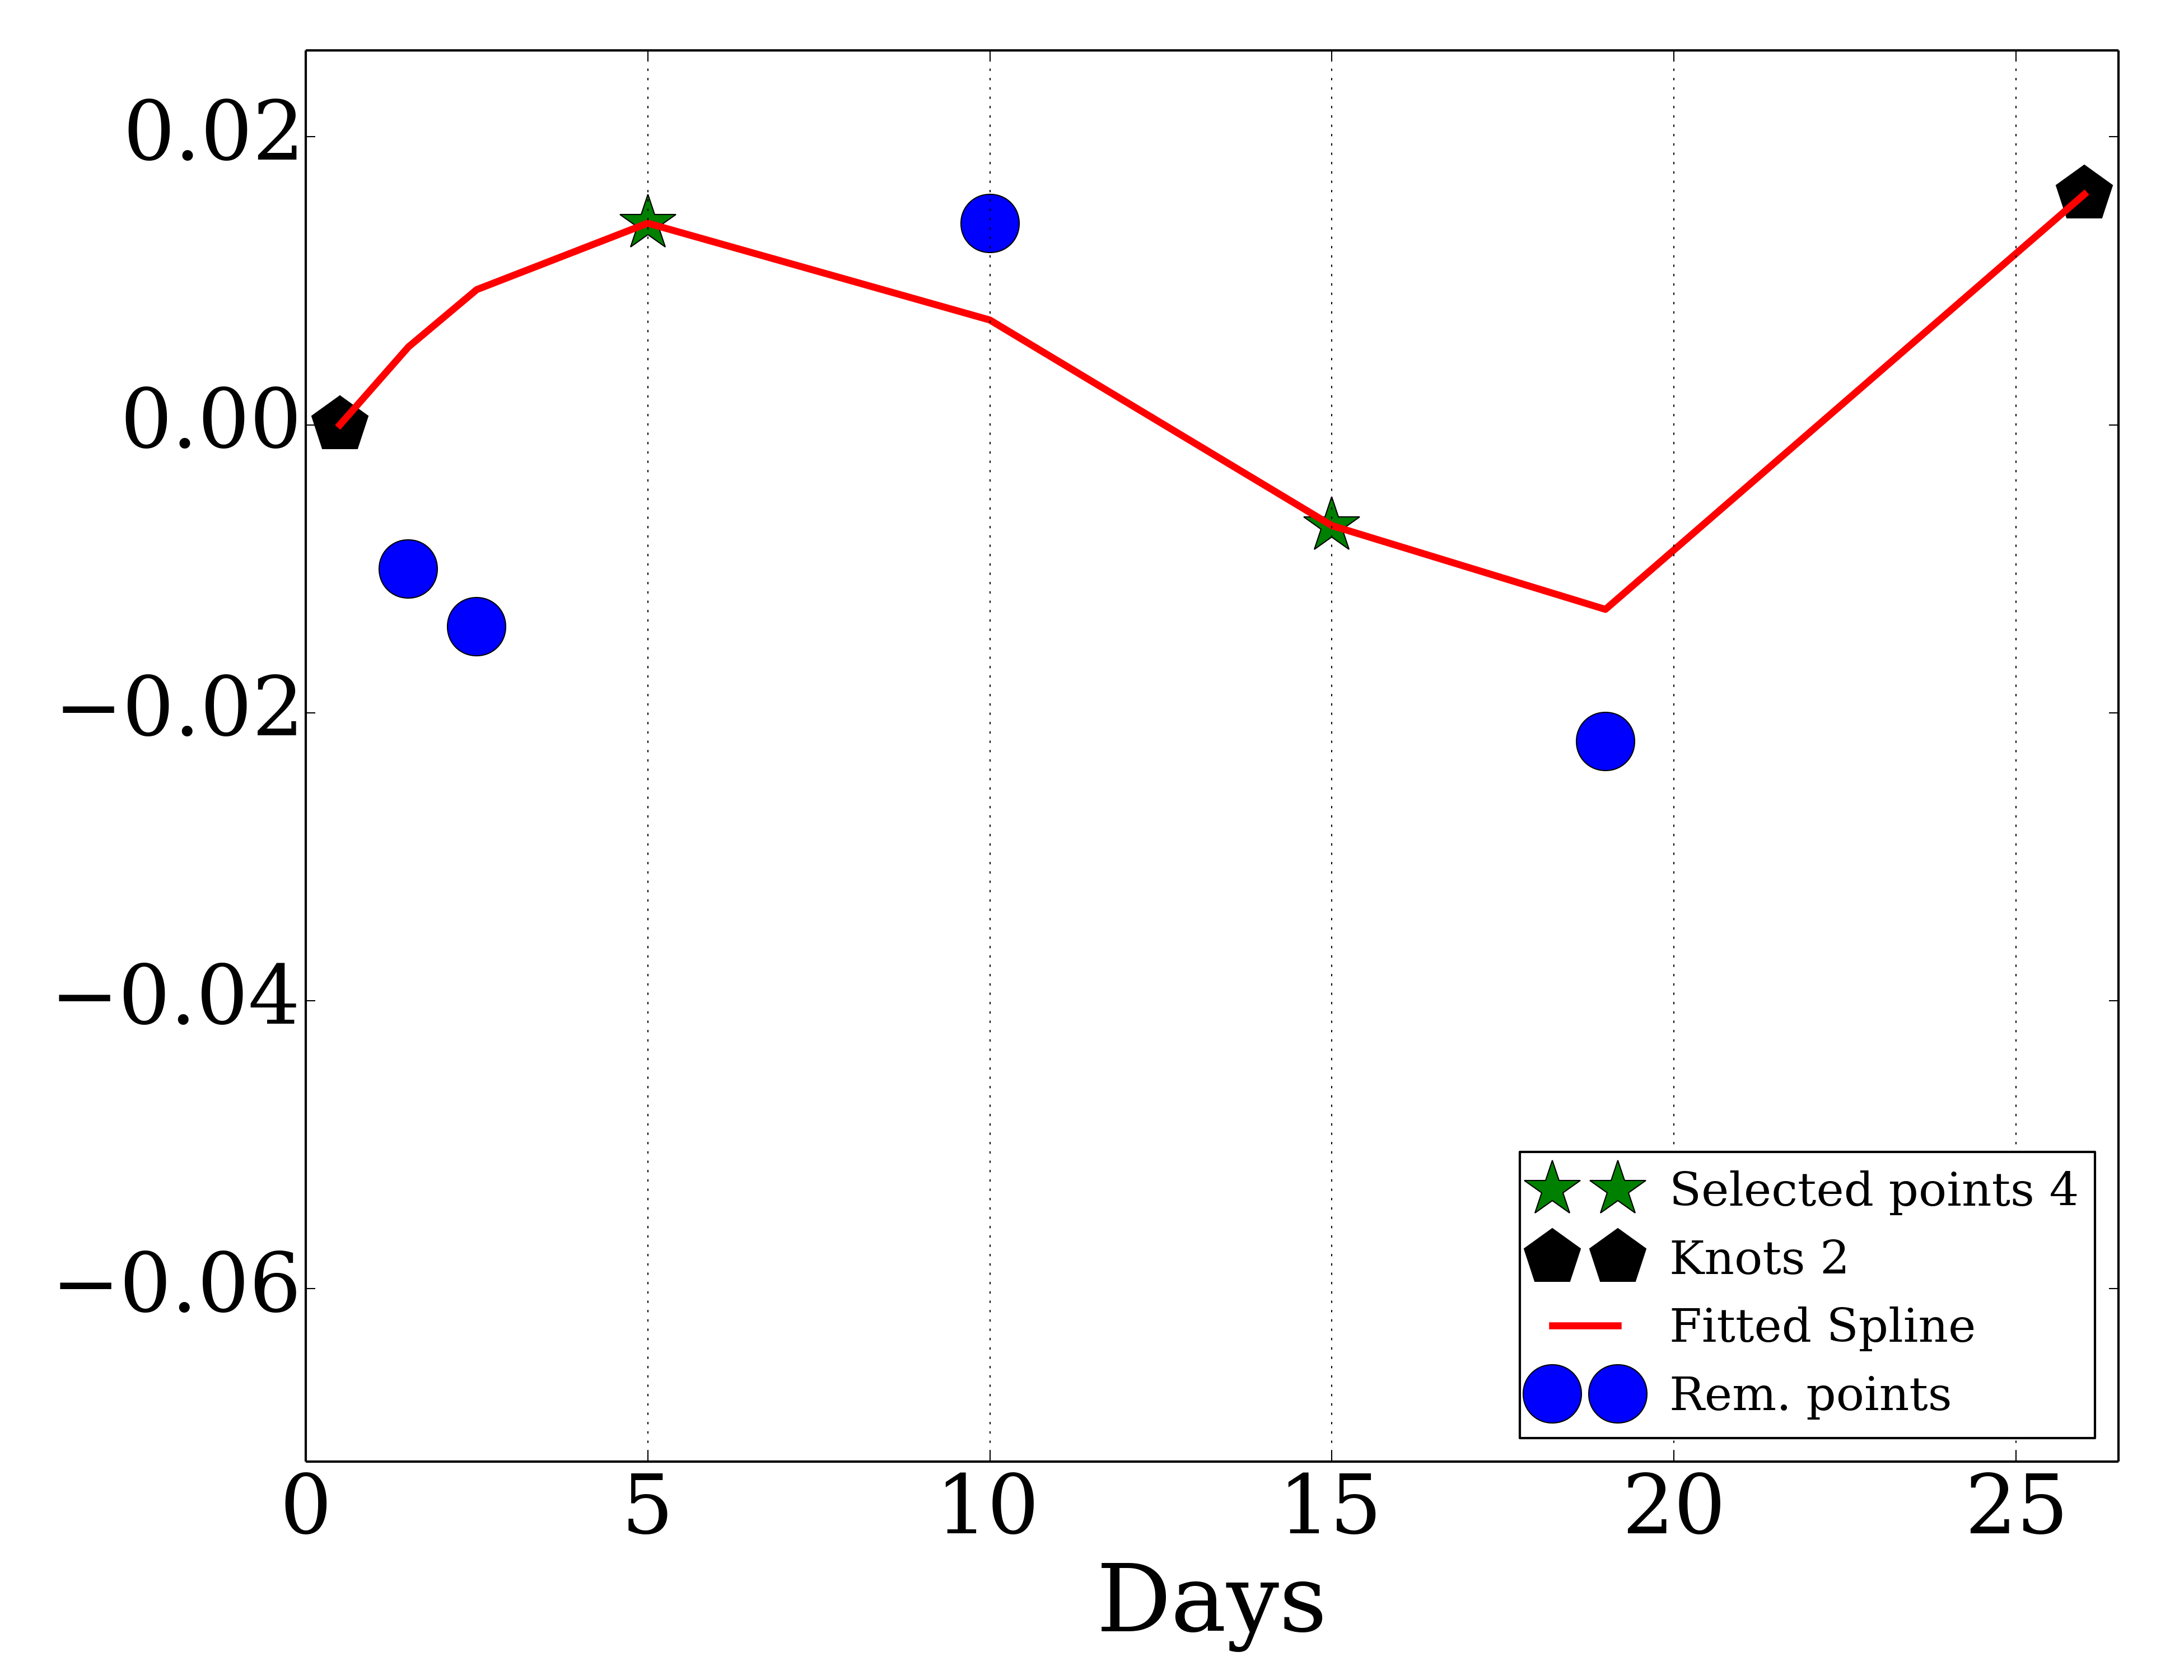 0.02
0.00
−0.02
−0.04
−0.06
Selected points 4
Knots 2
Fitted Spline
Rem. points
0 5 10 15 20 25
Days